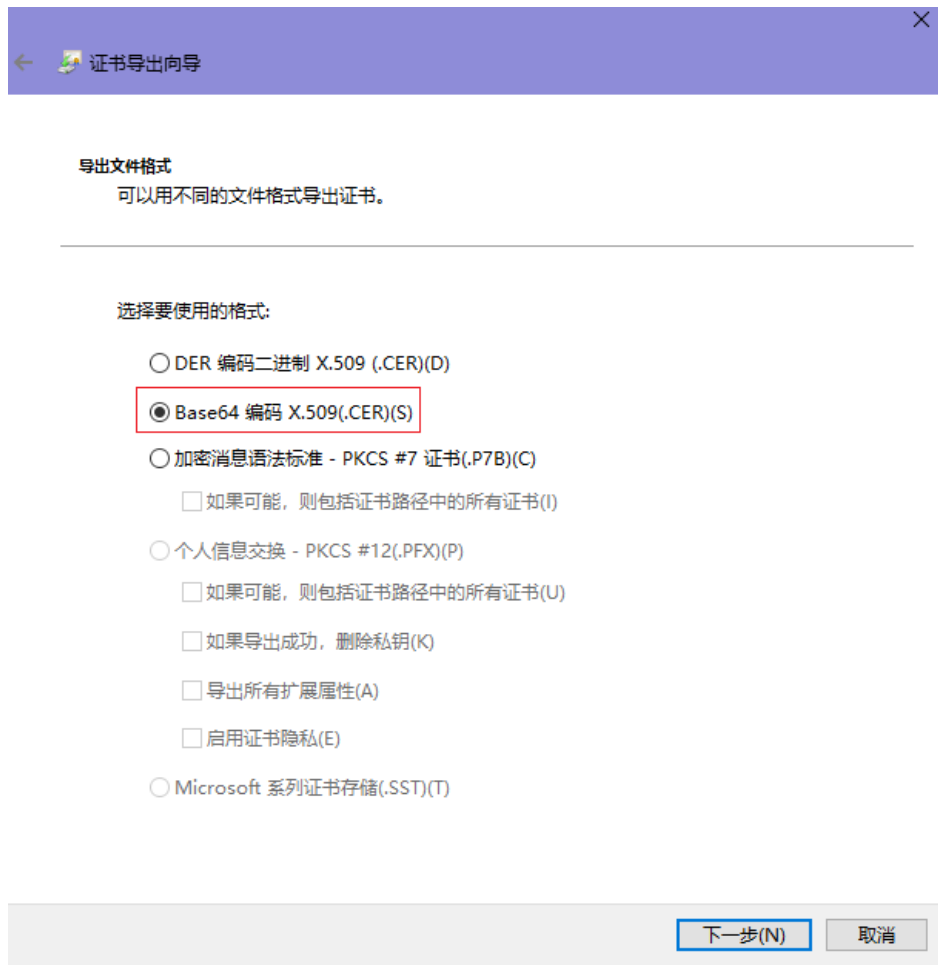 证书导出向导
导出文件格式
可以用不同的文件格式导出证书。
选择要使用的格式:
DER 编码二进制 X.509 (.CER)(D)
Base64 编码 X.509(.CER)(S)
加密消息语法标准 - PKCS #7 证书(.P7B)(C)
如果可能，则包括证书路径中的所有证书(I)
个人信息交换 - PKCS #12(.PFX)(P)
如果可能，则包括证书路径中的所有证书(U)
如果导出成功，删除私钥(K)
导出所有扩展属性(A)
启用证书隐私(E)
Microsoft 系列证书存储(.SST)(T)
下一步(N) 取消